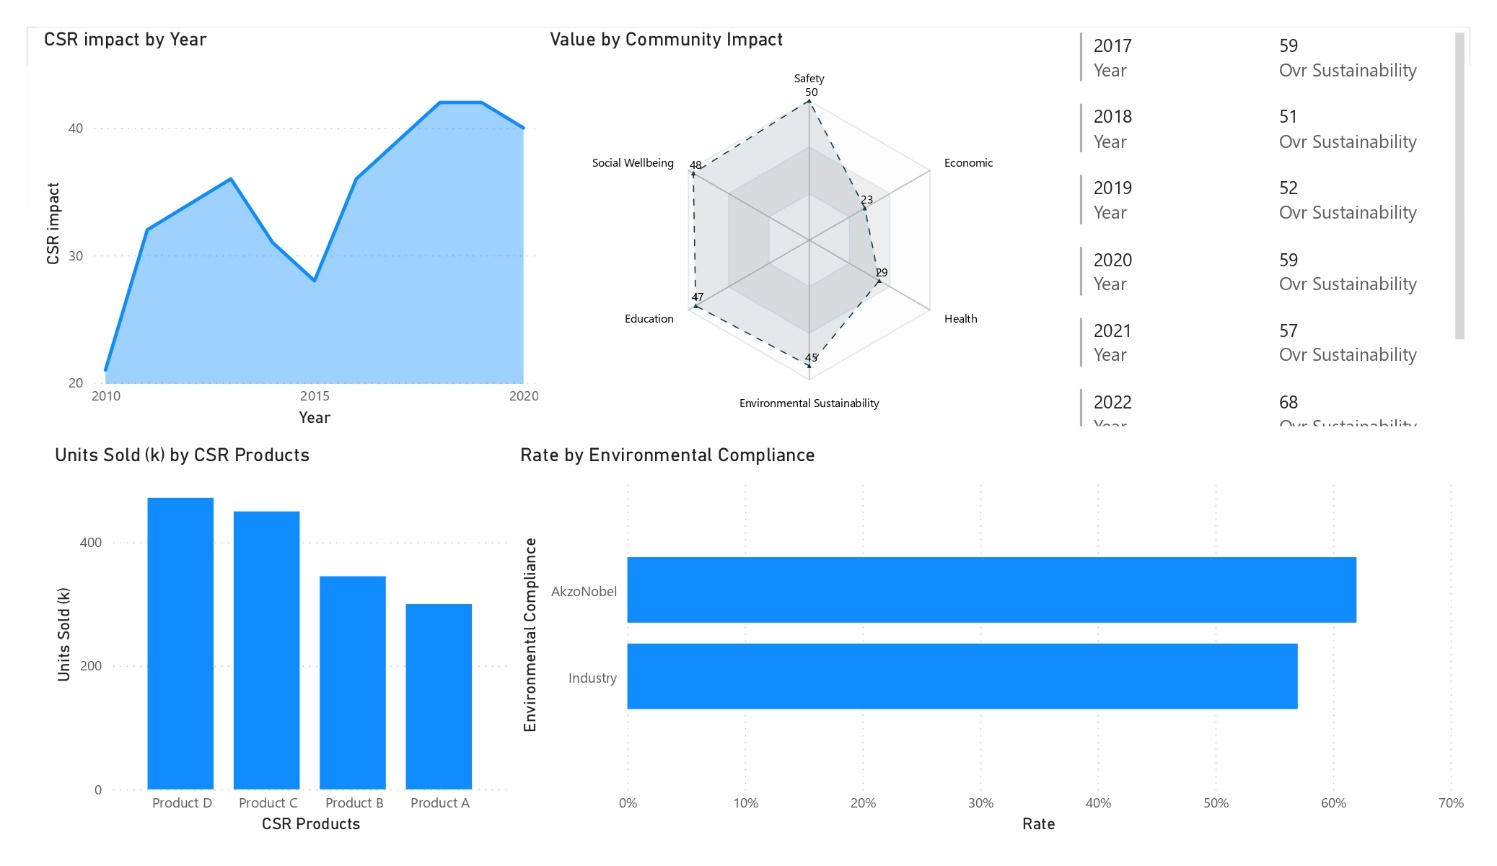 CSR impact by Year
40
30
20
CSR impact
2010
2015
2020
Year
Value by Community Impact
Safety
50
Social Wellbeing
48
Economic
23
29
47
Education
Health
45
Environmental Sustainability
2017
59
Year
Ovr Sustainability
2018
51
Year
Ovr Sustainability
2019
52
Year
Ovr Sustainability
2020
59
Year
Ovr Sustainability
2021
57
Year
Ovr Sustainability
2022
68
Year
Ovr Sustainability
Units Sold (k) by CSR Products
400
200
0
Units Sold (k)
Product D
Product C
Product B
Product A
CSR Products
Rate by Environmental Compliance
Environmental Compliance
AkzoNobel
Industry
0%
10%
20%
30%
40%
50%
60%
70%
Rate